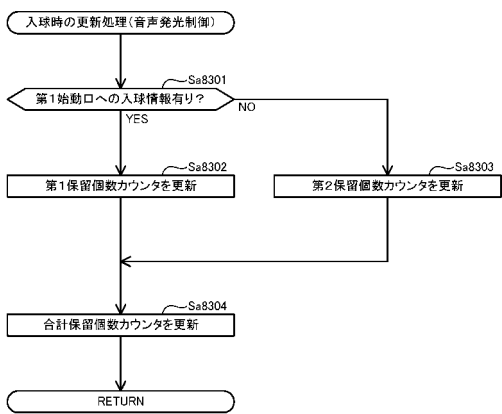 入球時の更新処理(音声発光制御)
Sa8301
第1始動口への入球情報有り?
YES
NO
Sa8302
第1保留個数カウンタを更新
Sa8303
第2保留個数カウンタを更新
Sa8304
合計保留個数カウンタを更新
RETURN